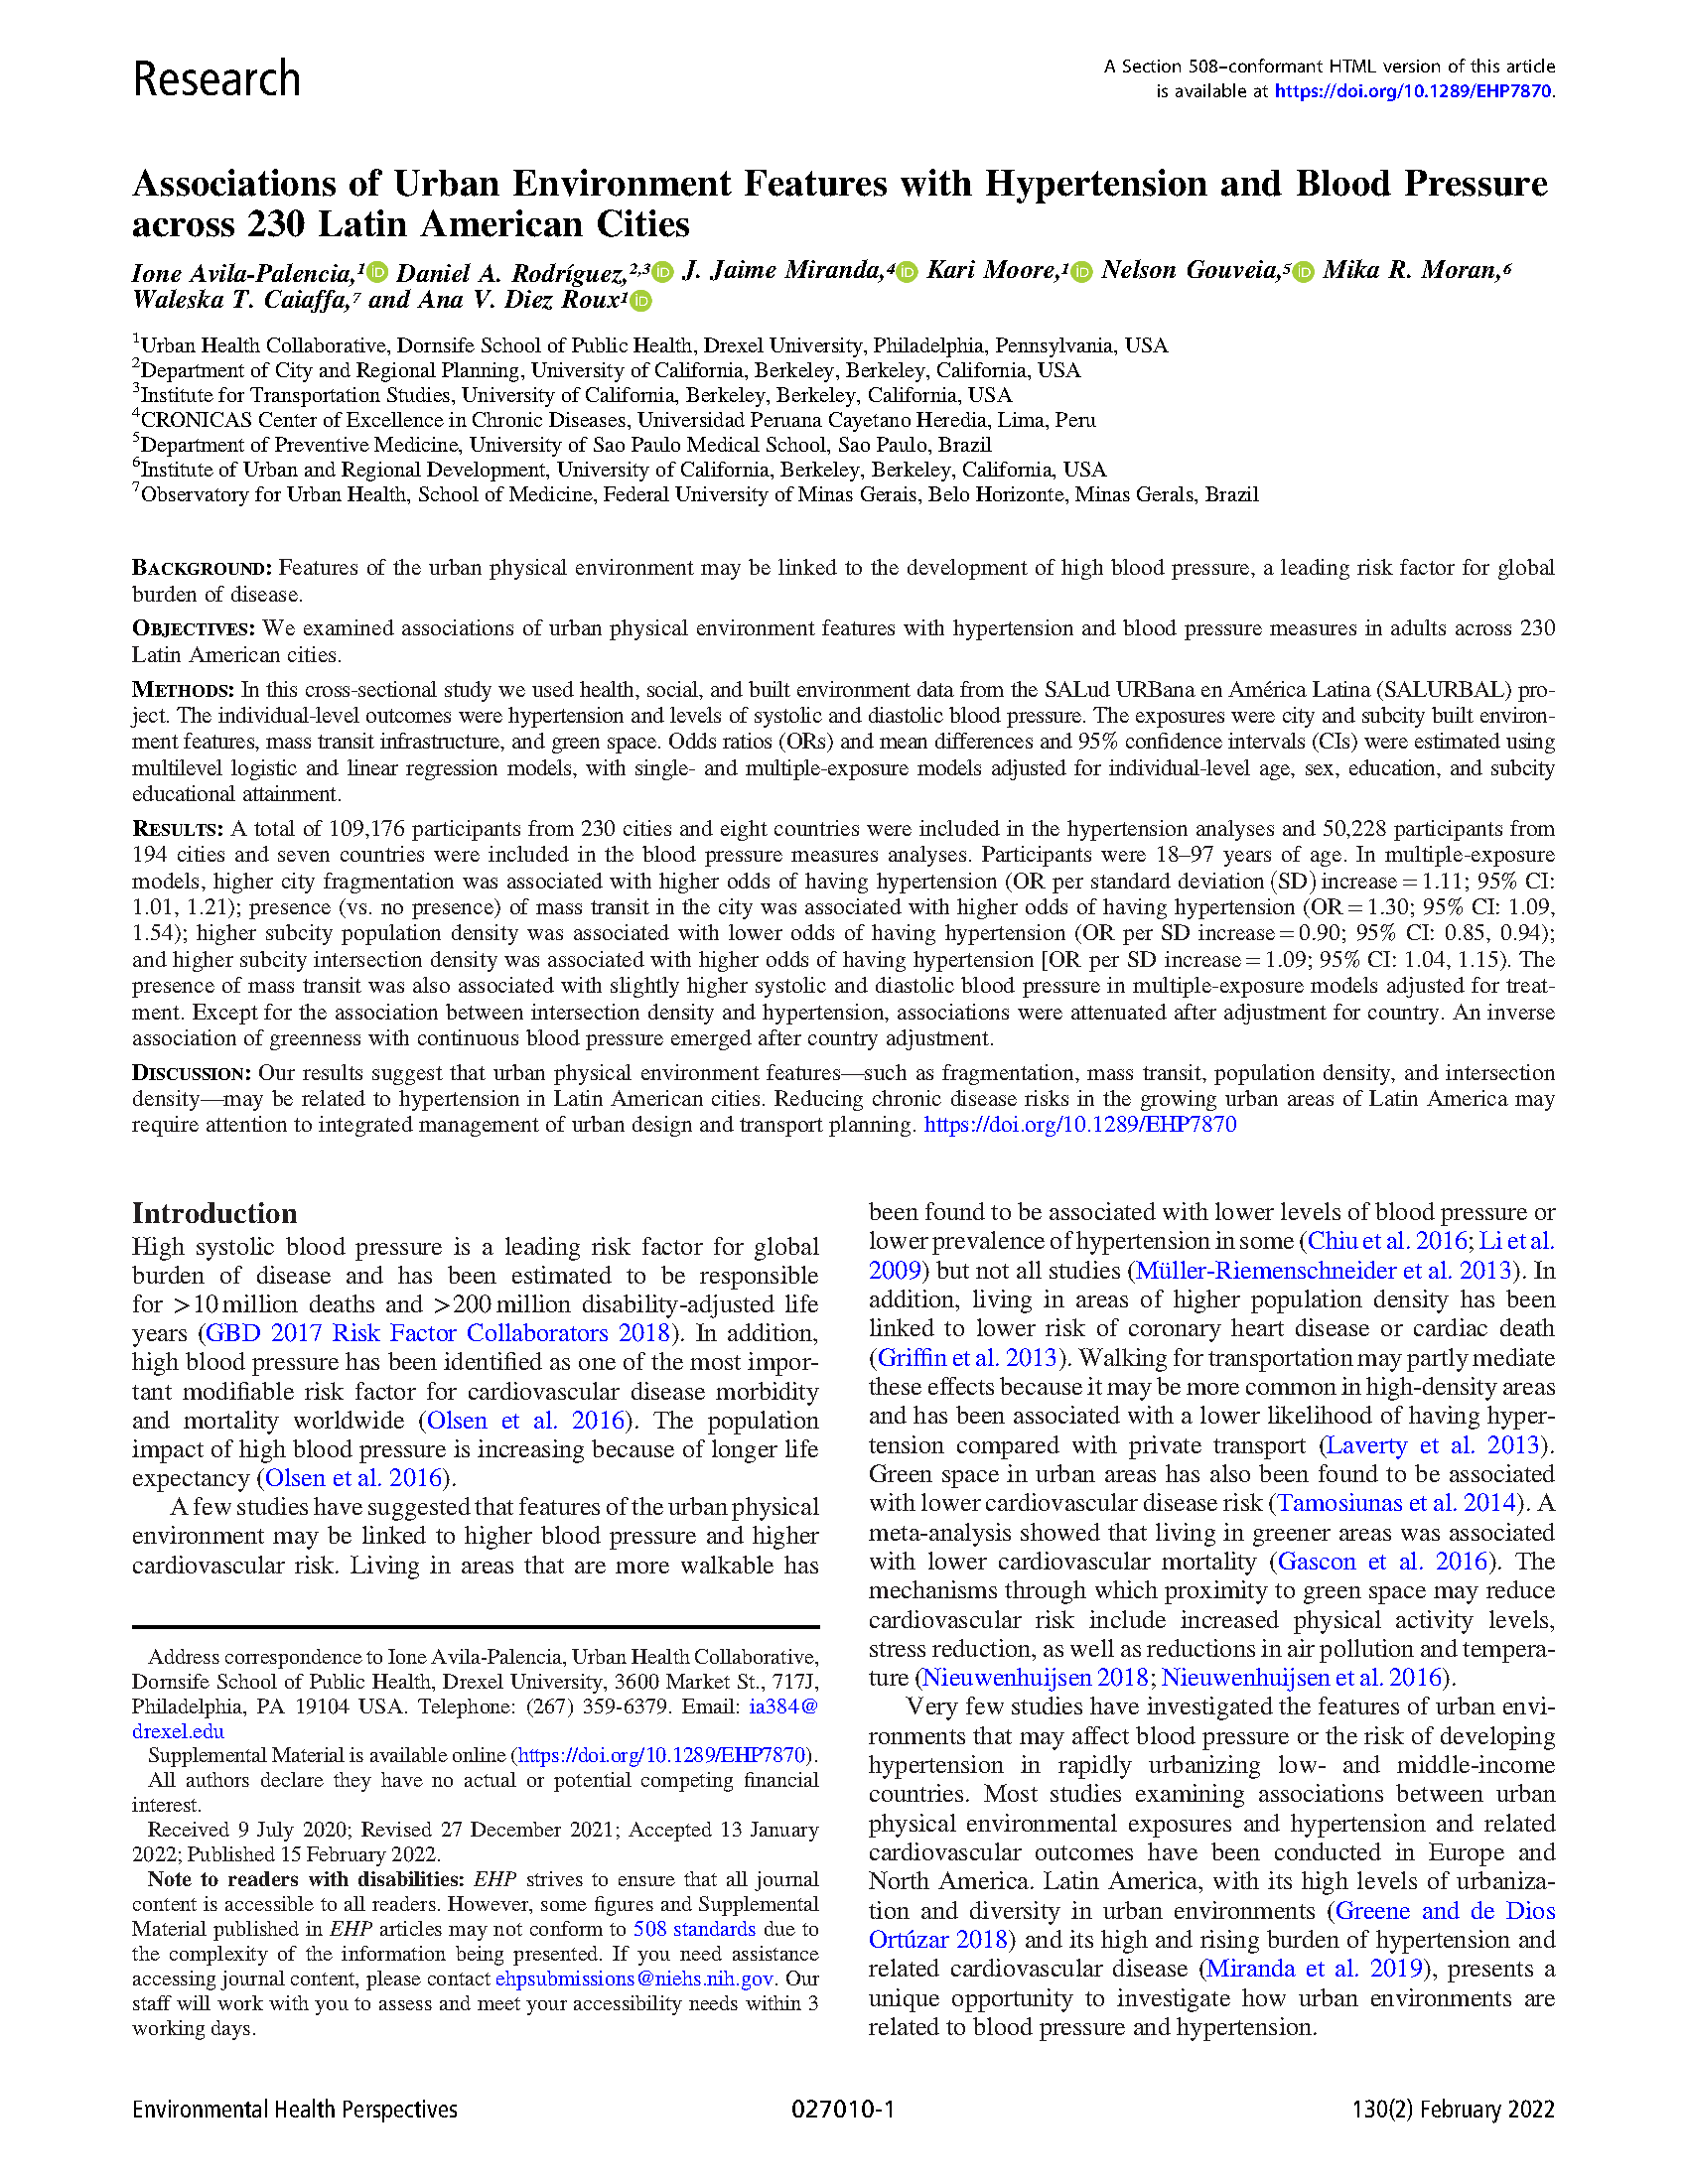 Research
A Section 508–conformant HTML version of this article
is available at https://doi.org/10.1289/EHP7870.
Associations of Urban Environment Features with Hypertension and Blood Pressure
across 230 Latin American Cities
Ione Avila-Palencia,¹ Daniel A. Rodríguez,²,³ J. Jaime Miranda,⁴ Kari Moore,¹ Nelson Gouveia,⁵ Mika R. Moran,⁶
Waleska T. Caiaffa,⁷ and Ana V. Diez Roux¹
¹Urban Health Collaborative, Dornsife School of Public Health, Drexel University, Philadelphia, Pennsylvania, USA
²Department of City and Regional Planning, University of California, Berkeley, Berkeley, California, USA
³Institute for Transportation Studies, University of California, Berkeley, Berkeley, California, USA
⁴CRONICAS Center of Excellence in Chronic Diseases, Universidad Peruana Cayetano Heredia, Lima, Peru
⁵Department of Preventive Medicine, University of Sao Paulo Medical School, Sao Paulo, Brazil
⁶Institute of Urban and Regional Development, University of California, Berkeley, Berkeley, California, USA
⁷Observatory for Urban Health, School of Medicine, Federal University of Minas Gerais, Belo Horizonte, Minas Gerals, Brazil
BACKGROUND: Features of the urban physical environment may be linked to the development of high blood pressure, a leading risk factor for global
burden of disease.
OBJECTIVES: We examined associations of urban physical environment features with hypertension and blood pressure measures in adults across 230
Latin American cities.
METHODS: In this cross-sectional study we used health, social, and built environment data from the SALud URBana en América Latina (SALURBAL) pro-
ject. The individual-level outcomes were hypertension and levels of systolic and diastolic blood pressure. The exposures were city and subcity built environ-
ment features, mass transit infrastructure, and green space. Odds ratios (ORs) and mean differences and 95% confidence intervals (CIs) were estimated using
multilevel logistic and linear regression models, with single- and multiple-exposure models adjusted for individual-level age, sex, education, and subcity
educational attainment.
RESULTS: A total of 109,176 participants from 230 cities and eight countries were included in the hypertension analyses and 50,228 participants from
194 cities and seven countries were included in the blood pressure measures analyses. Participants were 18–97 years of age. In multiple-exposure
models, higher city fragmentation was associated with higher odds of having hypertension (OR per standard deviation (SD) increase = 1.11; 95% CI:
1.01, 1.21); presence (vs. no presence) of mass transit in the city was associated with higher odds of having hypertension (OR = 1.30; 95% CI: 1.09,
1.54); higher subcity population density was associated with lower odds of having hypertension (OR per SD increase = 0.90; 95% CI: 0.85, 0.94);
and higher subcity intersection density was associated with higher odds of having hypertension [OR per SD increase = 1.09; 95% CI: 1.04, 1.15). The
presence of mass transit was also associated with slightly higher systolic and diastolic blood pressure in multiple-exposure models adjusted for treat-
ment. Except for the association between intersection density and hypertension, associations were attenuated after adjustment for country. An inverse
association of greenness with continuous blood pressure emerged after country adjustment.
DISCUSSION: Our results suggest that urban physical environment features—such as fragmentation, mass transit, population density, and intersection
density—may be related to hypertension in Latin American cities. Reducing chronic disease risks in the growing urban areas of Latin America may
require attention to integrated management of urban design and transport planning. https://doi.org/10.1289/EHP7870
Introduction
High systolic blood pressure is a leading risk factor for global
burden of disease and has been estimated to be responsible
for >10 million deaths and >200 million disability-adjusted life
years (GBD 2017 Risk Factor Collaborators 2018). In addition,
high blood pressure has been identified as one of the most impor-
tant modifiable risk factor for cardiovascular disease morbidity
and mortality worldwide (Olsen et al. 2016). The population
impact of high blood pressure is increasing because of longer life
expectancy (Olsen et al. 2016).
A few studies have suggested that features of the urban physical
environment may be linked to higher blood pressure and higher
cardiovascular risk. Living in areas that are more walkable has
Address correspondence to Ione Avila-Palencia, Urban Health Collaborative,
Dornsife School of Public Health, Drexel University, 3600 Market St., 717J,
Philadelphia, PA 19104 USA. Telephone: (267) 359-6379. Email: ia384@
drexel.edu
Supplemental Material is available online (https://doi.org/10.1289/EHP7870).
All authors declare they have no actual or potential competing financial
interest.
Received 9 July 2020; Revised 27 December 2021; Accepted 13 January
2022; Published 15 February 2022.
Note to readers with disabilities: EHP strives to ensure that all journal
content is accessible to all readers. However, some figures and Supplemental
Material published in EHP articles may not conform to 508 standards due to
the complexity of the information being presented. If you need assistance
accessing journal content, please contact ehpsubmissions@niehs.nih.gov. Our
staff will work with you to assess and meet your accessibility needs within 3
working days.
been found to be associated with lower levels of blood pressure or
lower prevalence of hypertension in some (Chiu et al. 2016; Li et al.
2009) but not all studies (Müller-Riemenschneider et al. 2013). In
addition, living in areas of higher population density has been
linked to lower risk of coronary heart disease or cardiac death
(Griffin et al. 2013). Walking for transportation may partly mediate
these effects because it may be more common in high-density areas
and has been associated with a lower likelihood of having hyper-
tension compared with private transport (Laverty et al. 2013).
Green space in urban areas has also been found to be associated
with lower cardiovascular disease risk (Tamosiunas et al. 2014). A
meta-analysis showed that living in greener areas was associated
with lower cardiovascular mortality (Gascon et al. 2016). The
mechanisms through which proximity to green space may reduce
cardiovascular risk include increased physical activity levels,
stress reduction, as well as reductions in air pollution and tempera-
ture (Nieuwenhuijsen 2018; Nieuwenhuijsen et al. 2016).
Very few studies have investigated the features of urban envi-
ronments that may affect blood pressure or the risk of developing
hypertension in rapidly urbanizing low- and middle-income
countries. Most studies examining associations between urban
physical environmental exposures and hypertension and related
cardiovascular outcomes have been conducted in Europe and
North America. Latin America, with its high levels of urbaniza-
tion and diversity in urban environments (Greene and de Dios
Ortúzar 2018) and its high and rising burden of hypertension and
related cardiovascular disease (Miranda et al. 2019), presents a
unique opportunity to investigate how urban environments are
related to blood pressure and hypertension.
Environmental Health Perspectives
027010-1
130(2) February 2022